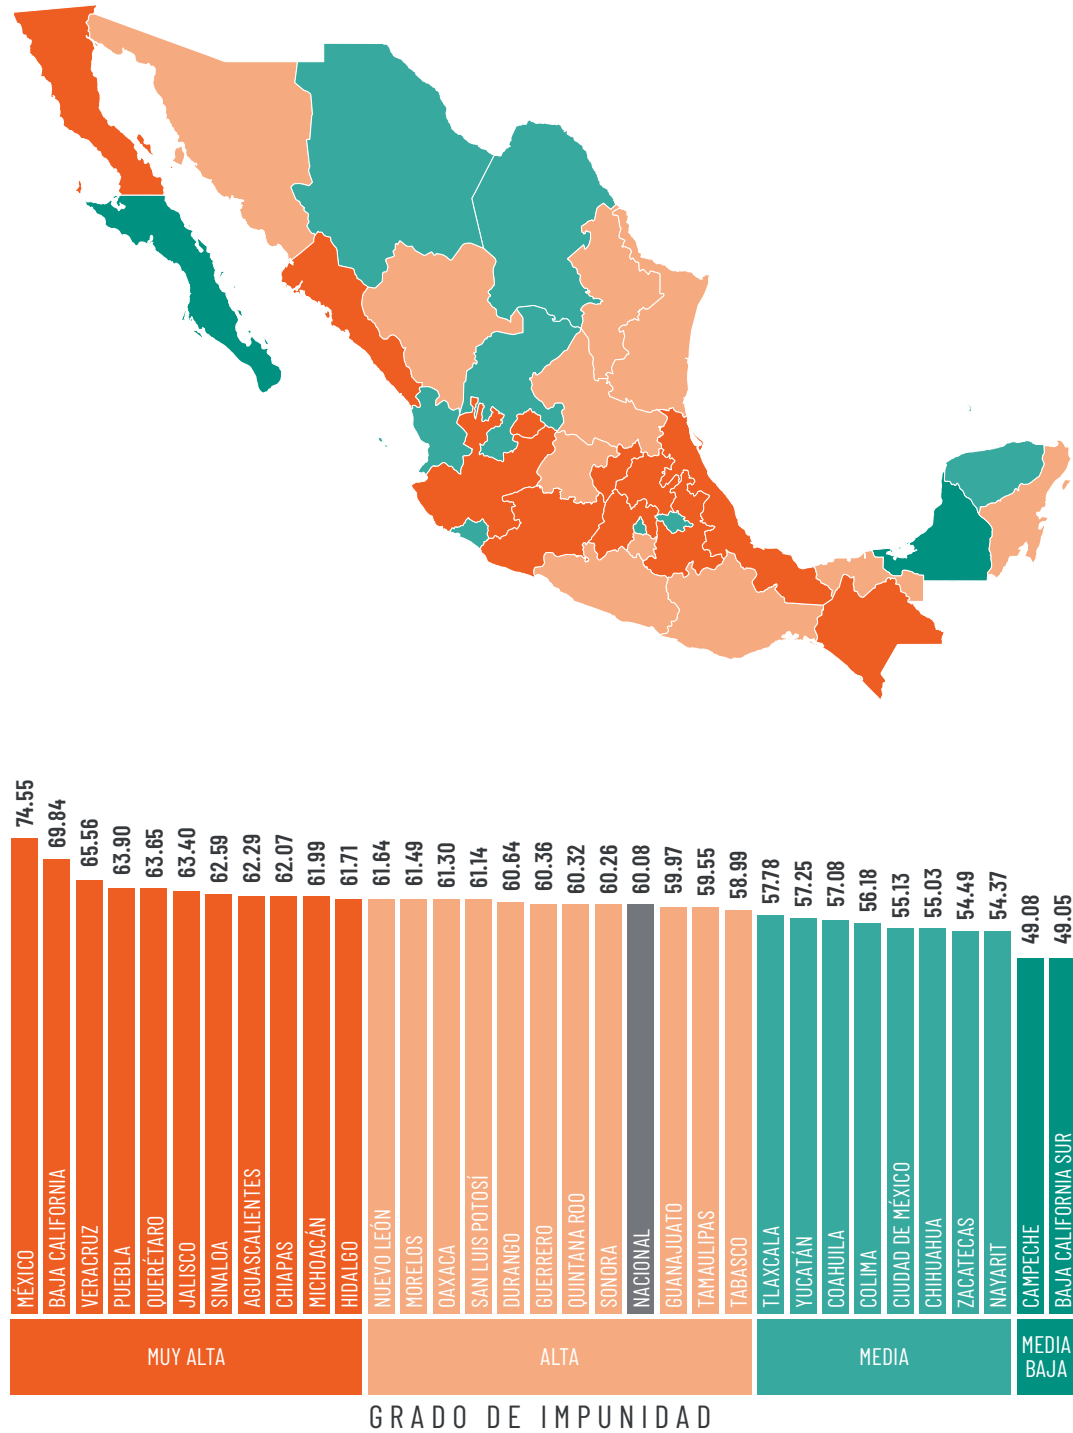 74.55
69.84
65.56
63.90
63.65
63.40
62.59
62.29
62.07
61.99
61.71
61.64
61.49
61.30
61.14
60.64
60.36
60.32
60.26
60.08
59.97
59.55
58.99
57.78
57.25
57.08
56.18
55.13
55.03
54.49
54.37
49.08
49.05
MÉXICO
BAJA CALIFORNIA
VERACRUZ
PUEBLA
QUERÉTARO
JALISCO
SINALOA
AGUASCALIENTES
CHIAPAS
MICHOACÁN
HIDALGO
NUEVO LEÓN
MORELOS
OAXACA
SAN LUIS POTOSÍ
DURANGO
GUERRERO
QUINTANA ROO
SONORA
NACIONAL
GUANAJUATO
TAMAULIPAS
TABASCO
TLAXCALA
YUCATÁN
COAHUILA
COLIMA
CIUDAD DE MÉXICO
CHIHUAHUA
ZACATECAS
NAYARIT
CAMPECHE
BAJA CALIFORNIA SUR
MUY ALTA
ALTA
MEDIA
MEDIA
BAJA
GRADO DE IMPUNIDAD